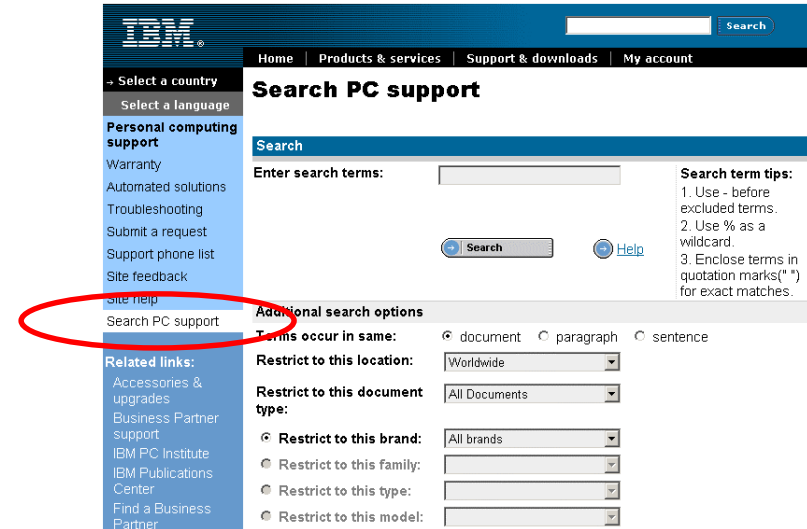 IBM®
Search
Home | Products & services | Support & downloads | My account
→ Select a country
Select a language
Personal computing
support
Warranty
Automated solutions
Troubleshooting
Submit a request
Support phone list
Site feedback
Site help
Search PC support
Related links:
Accessories &
upgrades
Business Partner
support
IBM PC Institute
IBM Publications
Center
Find a Business
Partner
Search PC support
Search
Enter search terms:
Search
Help
Search term tips:
1. Use - before
excluded terms.
2. Use % as a
wildcard.
3. Enclose terms in
quotation marks(" ")
for exact matches.
Additional search options
Terms occur in same: document paragraph sentence
Restrict to this location: Worldwide
Restrict to this document
type:
All Documents
Restrict to this brand: All brands
Restrict to this family:
Restrict to this type:
Restrict to this model: